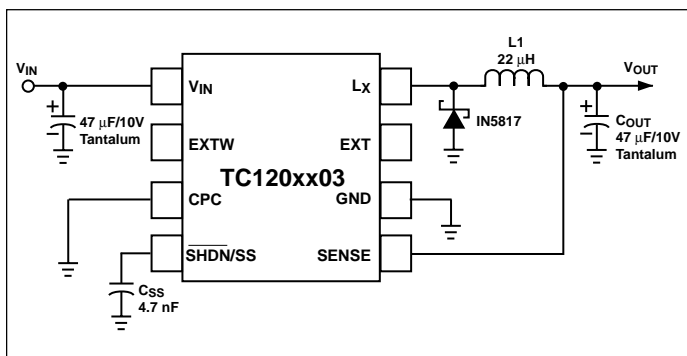 VIN
47 µF/10V
Tantalum
VIN
EXTW
CPC
SHDN/SS
CSS
4.7 nF
TC120xx03
LX
EXT
GND
SENSE
L1
22 µH
IN5817
VOUT
COUT
47 µF/10V
Tantalum